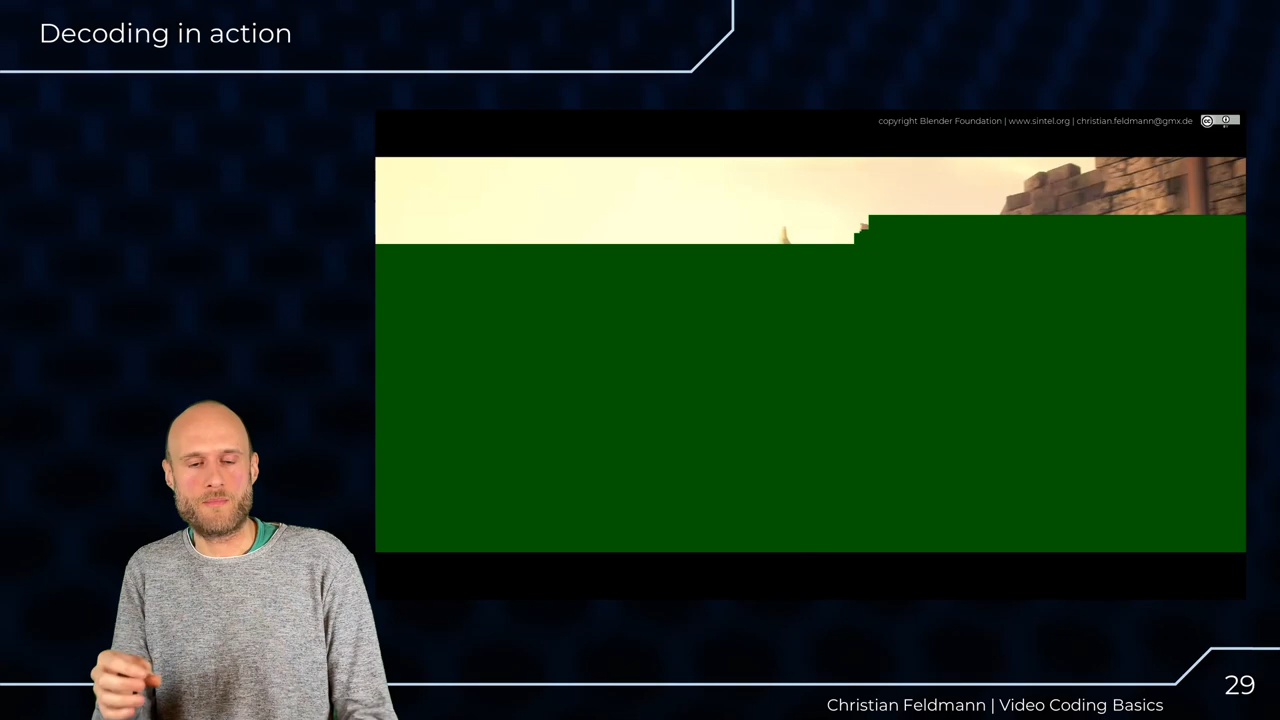 Decoding in action
copyright Blender Foundation | www.sintel.org | christian.feldmann@gmx.de
29
Christian Feldmann | Video Coding Basics